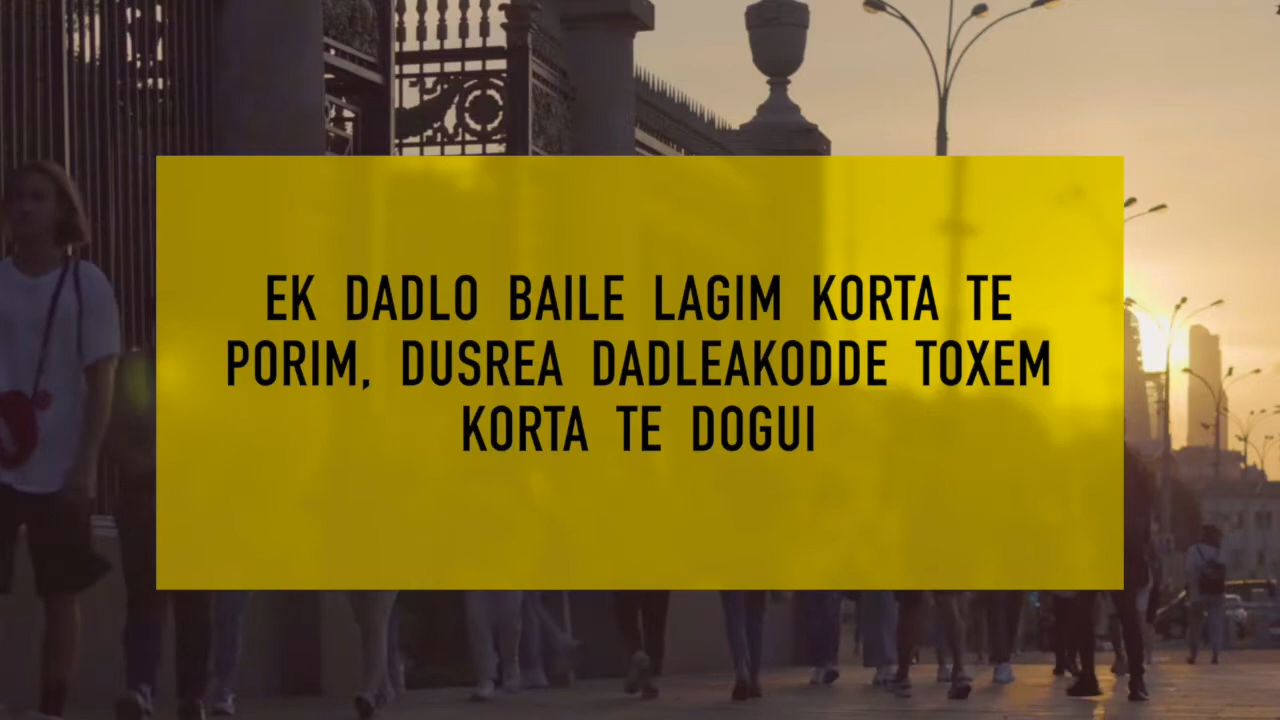 EK DADLO BAILE LAGIM KORTA TE
PORIM, DUSREA DADLEAKODDE TOXEM
KORTA TE DOGUI